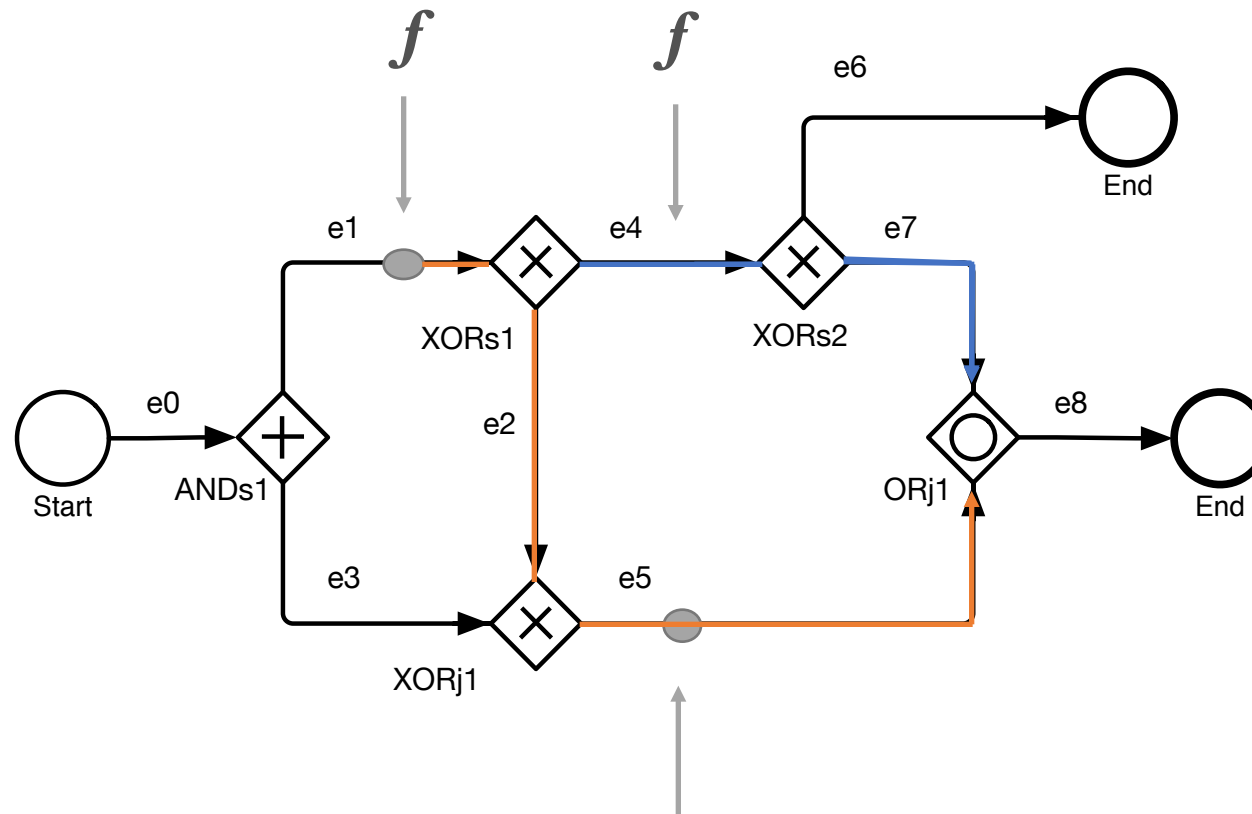 f
f
e6
End
e1
e4
e7
XORs1
XORs2
e0
e2
e8
Start
ANDs1
ORj1
End
e3
e5
XORj1